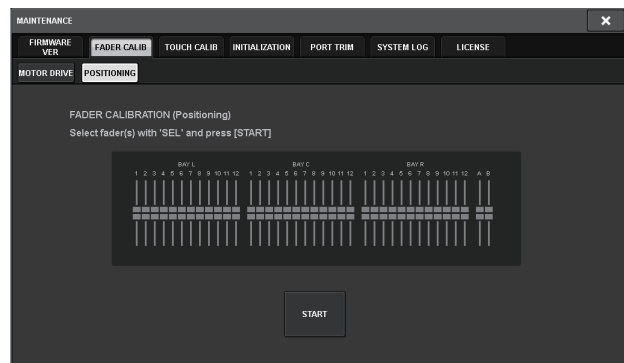 MAINTENANCE
FIRMWARE VER FADER CALIB TOUCH CALIB INITIALIZATION PORT TRIM SYSTEM LOG LICENSE
MOTOR DRIVE POSITIONING
FADER CALIBRATION (Positioning)
Select fader(s) with 'SEL' and press [START]
BAY L BAY C BAY R
1 2 3 4 5 6 7 8 9 10 11 12 1 2 3 4 5 6 7 8 9 10 11 12 1 2 3 4 5 6 7 8 9 10 11 12 A B
START